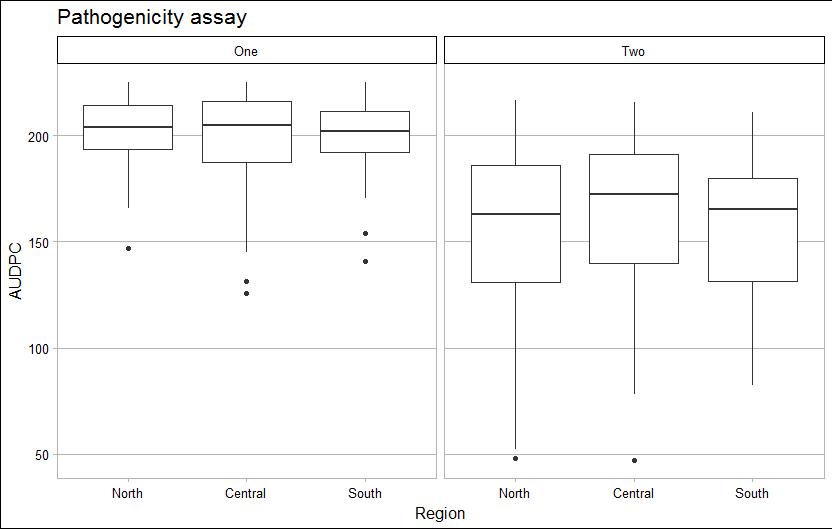 Pathogenicity assay
One Two
AUDPC
200
150
100
50
North Central South North Central South
Region